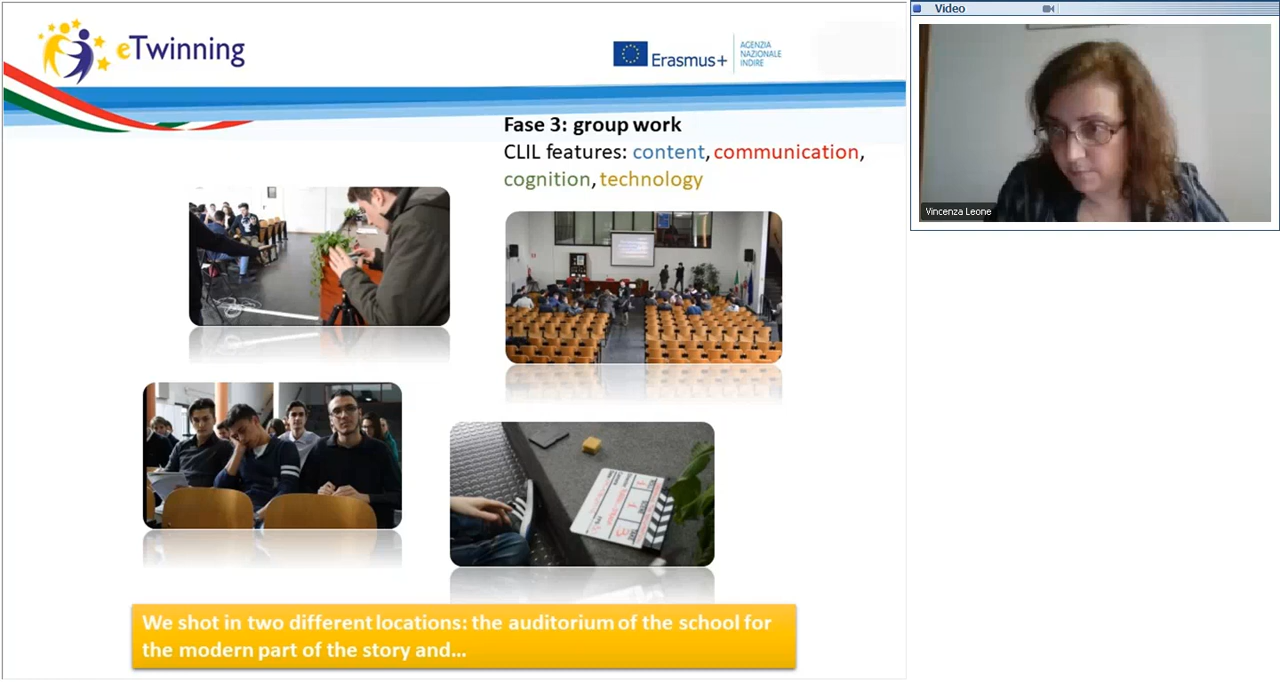 Video
eTwinning
Erasmus+
AGENZIA
NAZIONALE
INDIRE
Fase 3: group work
CLIL features: content, communication,
cognition, technology
Vincenza Leone
We shot in two different locations: the auditorium of the school for
the modern part of the story and...